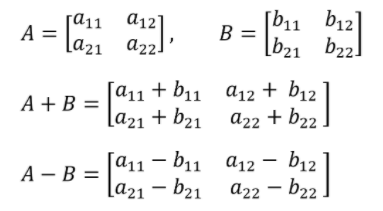 A = [a₁₁ a₁₂
a₂₁ a₂₂], B = [b₁₁ b₁₂
b₂₁ b₂₂]
A + B = [a₁₁ + b₁₁ a₁₂ + b₁₂
a₂₁ + b₂₁ a₂₂ + b₂₂]
A − B = [a₁₁ − b₁₁ a₁₂ − b₁₂
a₂₁ − b₂₁ a₂₂ − b₂₂]